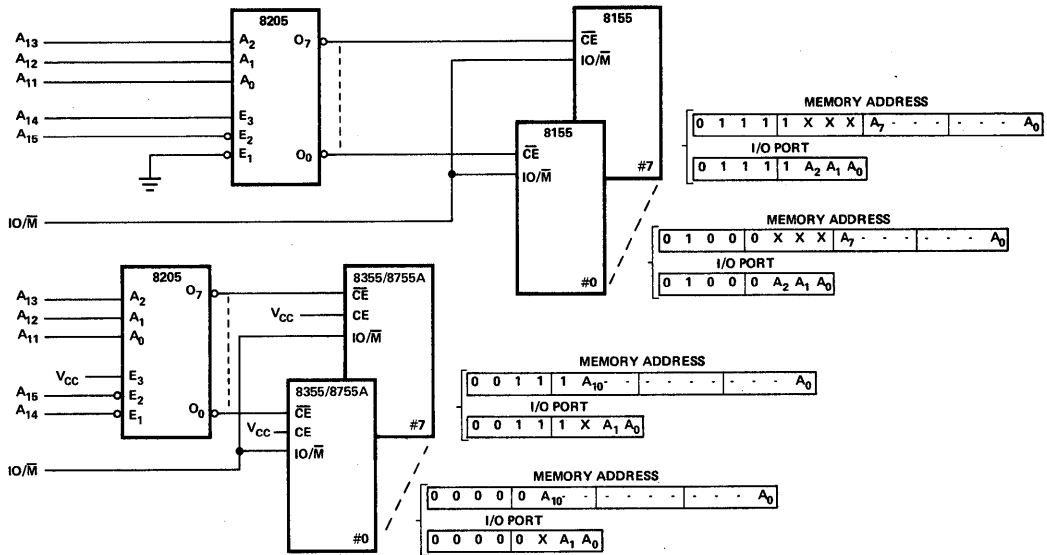 8205
A13
A12
A11
A14
A15
A2
A1
A0
E3
E2
E1
O7
O0
IO/M̅
8155
C̅E̅
IO/M̅
#7
8155
C̅E̅
IO/M̅
#0
MEMORY ADDRESS
0 1 1 1 1 X X X A7 - - - - - - A0
I/O PORT
0 1 1 1 1 A2 A1 A0
MEMORY ADDRESS
0 1 0 0 0 X X X A7 - - - - - - A0
I/O PORT
0 1 0 0 0 A2 A1 A0
8205
A13
A12
A11
VCC
A15
A14
A2
A1
A0
E3
E2
E1
O7
O0
IO/M̅
8355/8755A
C̅E̅
VCC
CE
IO/M̅
#7
8355/8755A
C̅E̅
VCC
CE
IO/M̅
#0
MEMORY ADDRESS
0 0 1 1 1 A10 - - - - - - - - - A0
I/O PORT
0 0 1 1 1 X A1 A0
MEMORY ADDRESS
0 0 0 0 0 A10 - - - - - - - - - A0
I/O PORT
0 0 0 0 0 X A1 A0